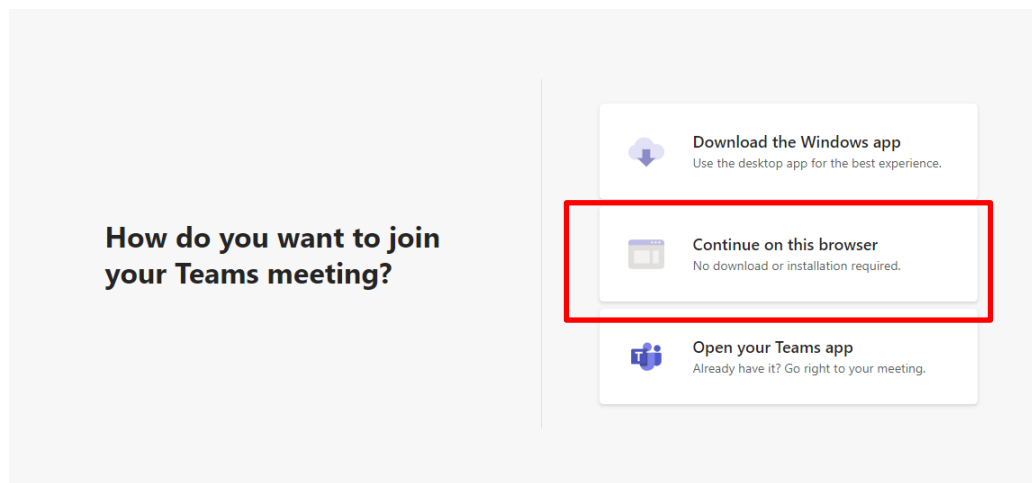 How do you want to join
your Teams meeting?
Download the Windows app
Use the desktop app for the best experience.
Continue on this browser
No download or installation required.
T
Open your Teams app
Already have it? Go right to your meeting.